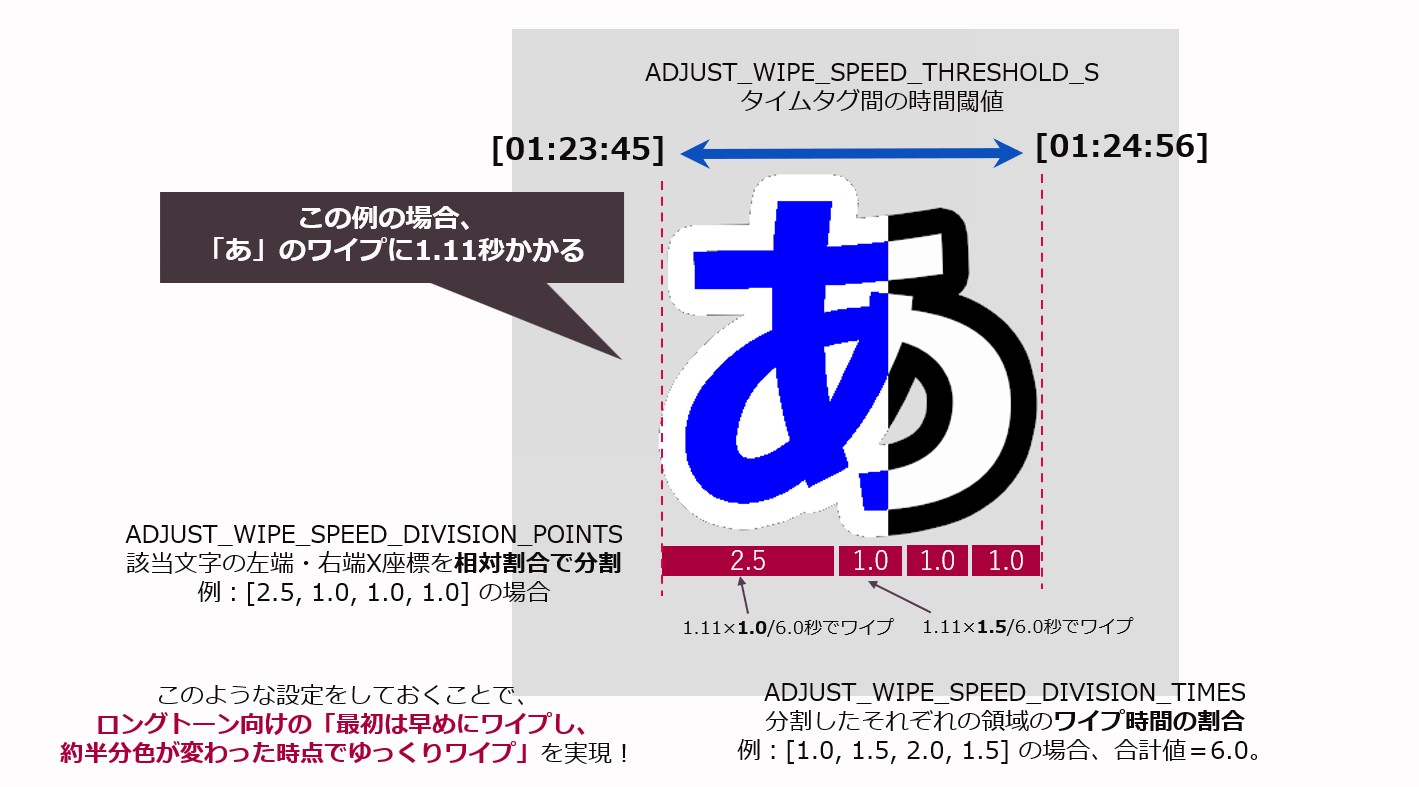 ADJUST_WIPE_SPEED_THRESHOLD_S
タイムタグ間の時間閾値
[01:23:45]
[01:24:56]
この例の場合、
「あ」のワイプに1.11秒かかる
あ
ADJUST_WIPE_SPEED_DIVISION_POINTS
該当文字の左端・右端X座標を相対割合で分割
例：[2.5, 1.0, 1.0, 1.0] の場合
2.5
1.0
1.0
1.0
1.11×1.0/6.0秒でワイプ
1.11×1.5/6.0秒でワイプ
このような設定をしておくことで、
ロングトーン向けの「最初は早めにワイプし、
約半分色が変わった時点でゆっくりワイプ」を実現！
ADJUST_WIPE_SPEED_DIVISION_TIMES
分割したそれぞれの領域のワイプ時間の割合
例：[1.0, 1.5, 2.0, 1.5] の場合、合計値＝6.0。